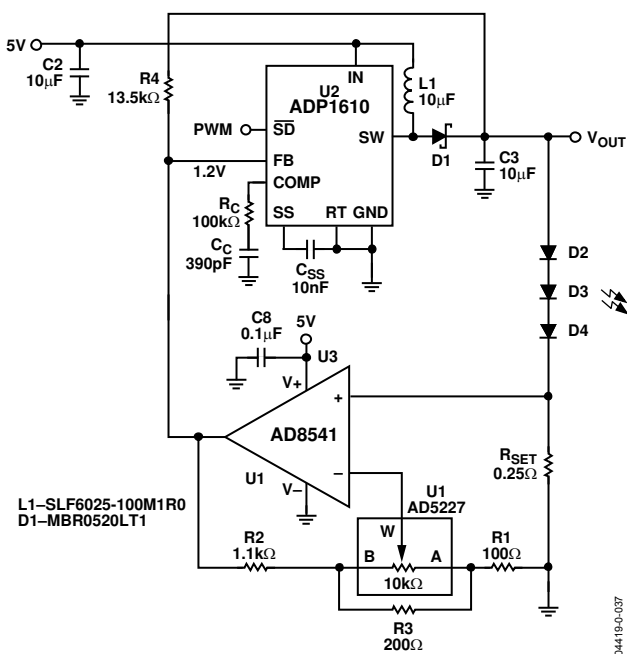 5V
C2
10µF
R4
13.5kΩ
PWM
1.2V
U2
ADP1610
IN
L1
10µF
SD
SW
FB
COMP
SS
RT
GND
D1
VOUT
C3
10µF
RC
100kΩ
CC
390pF
CSS
10nF
D2
D3
D4
C8
0.1µF
5V
U3
V+
+
AD8541
–
U1
V–
RSET
0.25Ω
L1–SLF6025-100M1R0
D1–MBR0520LT1
U1
AD5227
W
B
A
10kΩ
R2
1.1kΩ
R1
100Ω
R3
200Ω
04419-0-037